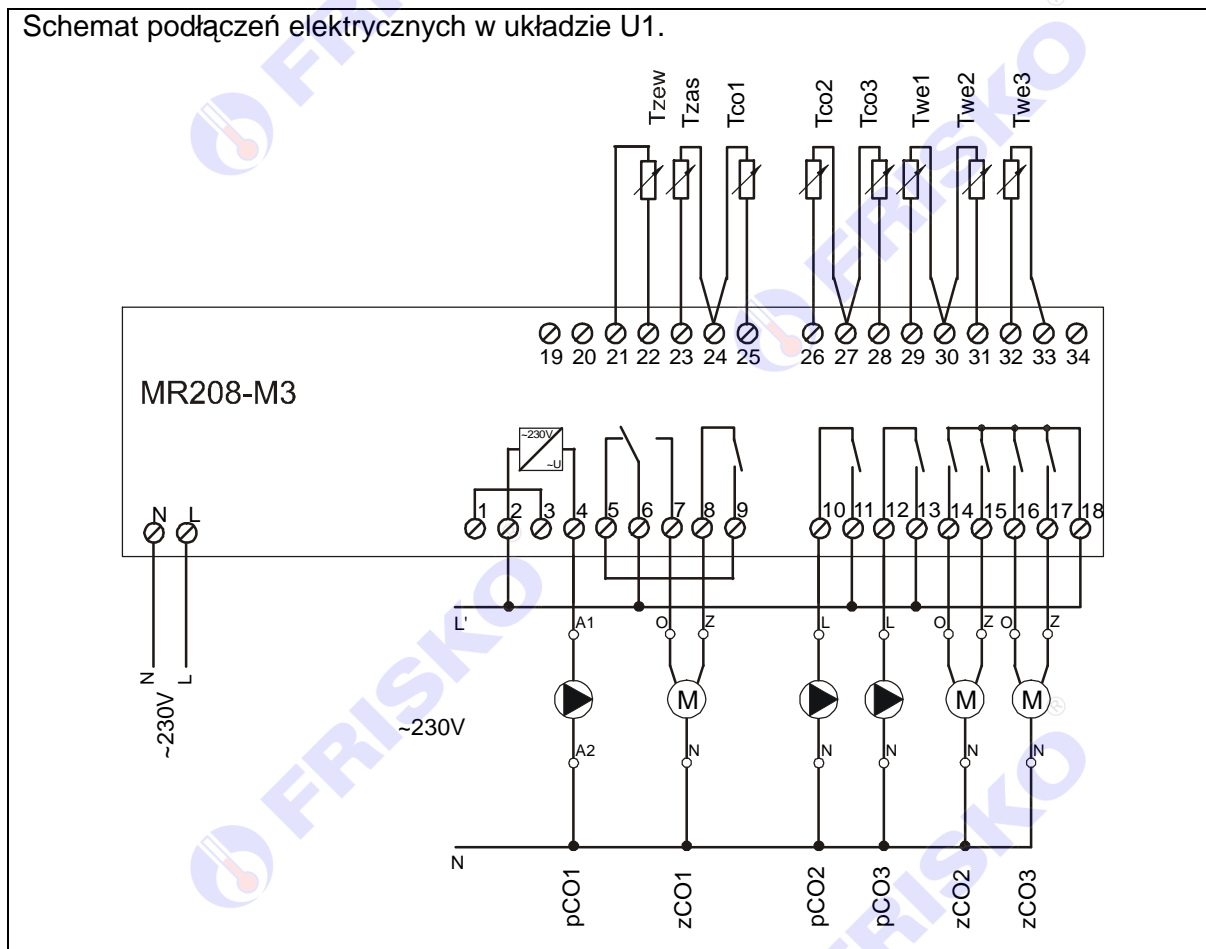 Schemat podłączeń elektrycznych w układzie U1.
FRISKO
®
Tzew Tzas Tco1 Tco2 Tco3 Twe1 Twe2 Twe3
FRISKO
19 20 21 22 23 24 25 26 27 28 29 30 31 32 33 34
MR208-M3
~230V
~U
N L 1 2 3 4 5 6 7 8 9 10 11 12 13 14 15 16 17 18
L' A1 O Z L L O Z O Z
N L
~230V
~230V
M M M
®
A2 N N N N N
FRISKO
FRISKO
N
pCO1 zCO1 pCO2 pCO3 zCO2 zCO3